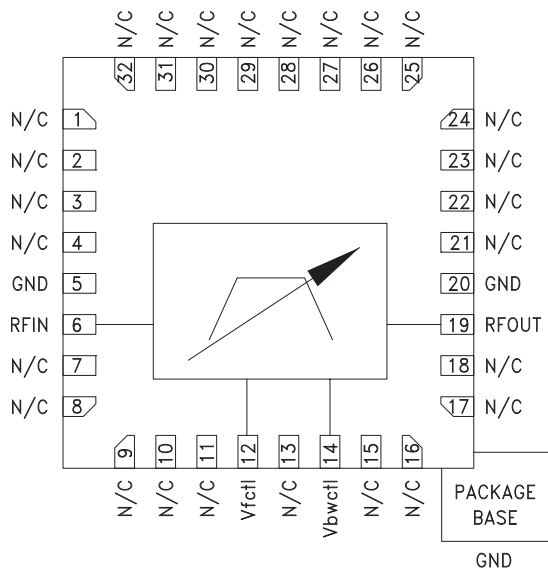 N/C N/C N/C N/C N/C N/C N/C N/C
32 31 30 29 28 27 26 25
N/C 1
N/C 2
N/C 3
N/C 4
GND 5
RFIN 6
N/C 7
N/C 8
24 N/C
23 N/C
22 N/C
21 N/C
20 GND
19 RFOUT
18 N/C
17 N/C
9 10 11 12 13 14 15 16
N/C N/C N/C Vfctl N/C Vbwctl N/C N/C
PACKAGE
BASE
GND